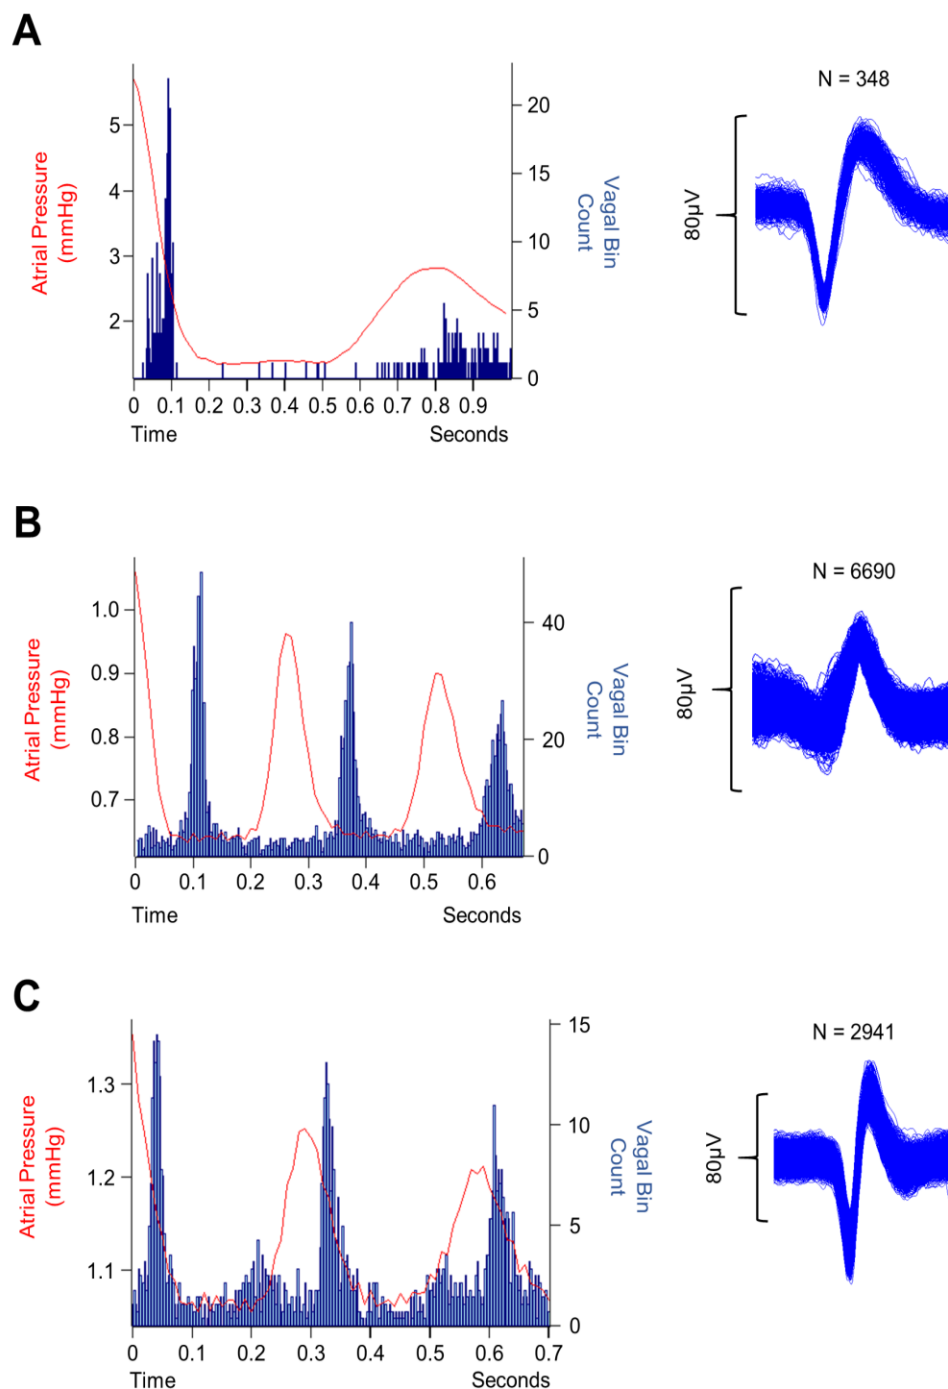 A
N = 348
5
4
3
2
Atrial Pressure
(mmHg)
20
15
10
5
0
Vagal Bin
Count
80μV
0 0.1 0.2 0.3 0.4 0.5 0.6 0.7 0.8 0.9
Time Seconds
B
N = 6690
1.0
0.9
0.8
0.7
Atrial Pressure
(mmHg)
40
20
0
Vagal Bin
Count
80μV
0 0.1 0.2 0.3 0.4 0.5 0.6
Time Seconds
C
N = 2941
1.3
1.2
1.1
Atrial Pressure
(mmHg)
15
10
5
0
Vagal Bin
Count
80μV
0 0.1 0.2 0.3 0.4 0.5 0.6 0.7
Time Seconds